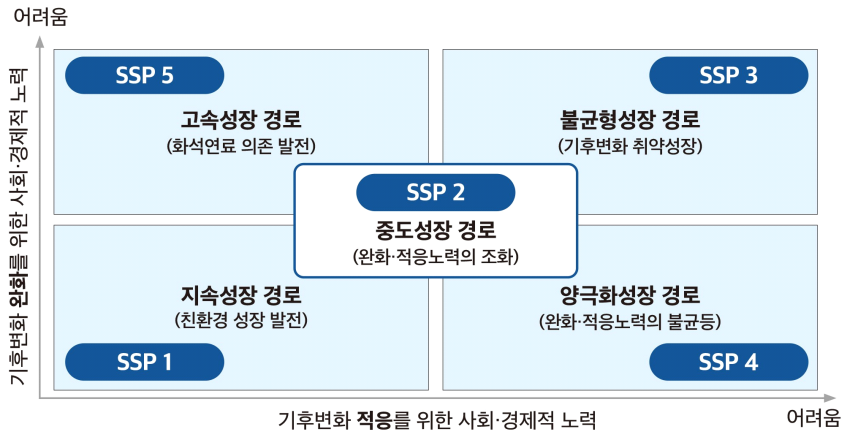 어려움
기후변화 완화를 위한 사회·경제적 노력
SSP 5
고속성장 경로
(화석연료 의존 발전)
SSP 3
불균형성장 경로
(기후변화 취약성장)
SSP 2
중도성장 경로
(완화·적응노력의 조화)
지속성장 경로
(친환경 성장 발전)
SSP 1
양극화성장 경로
(완화·적응노력의 불균등)
SSP 4
기후변화 적응를 위한 사회·경제적 노력
어려움